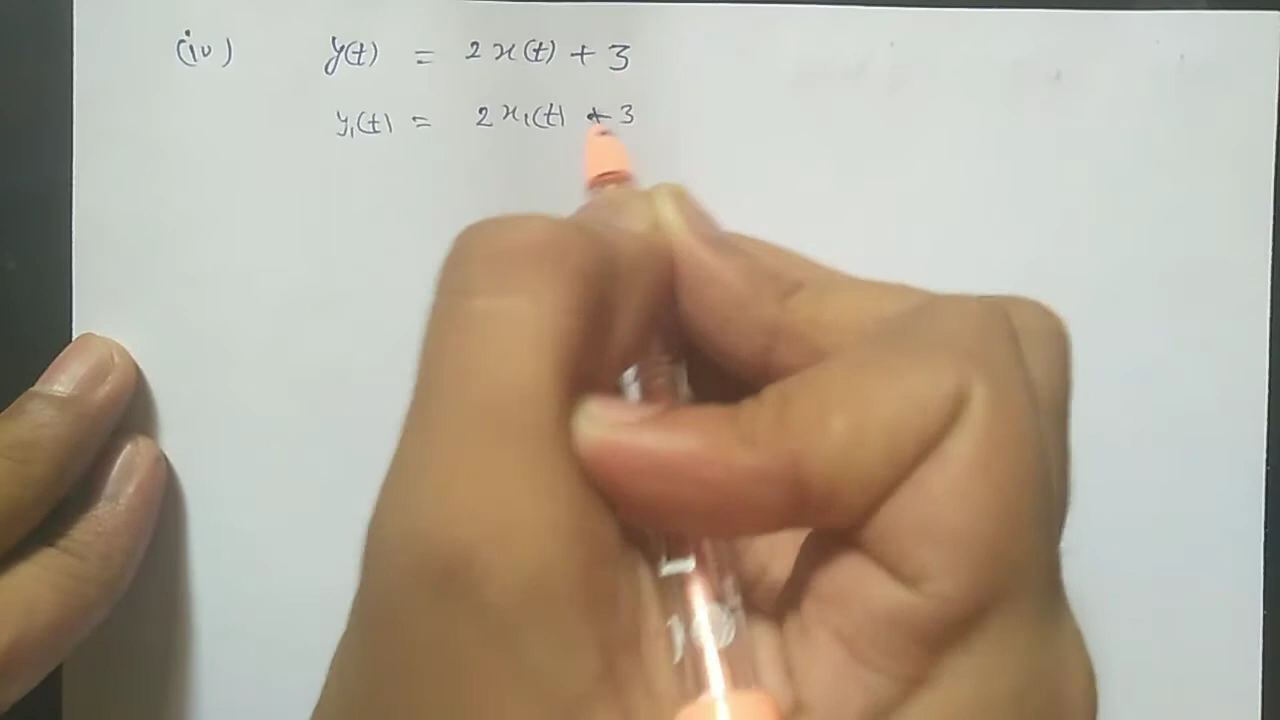 (iv) y(t) = 2x(t) + 3
y₁(t) = 2x₁(t) + 3